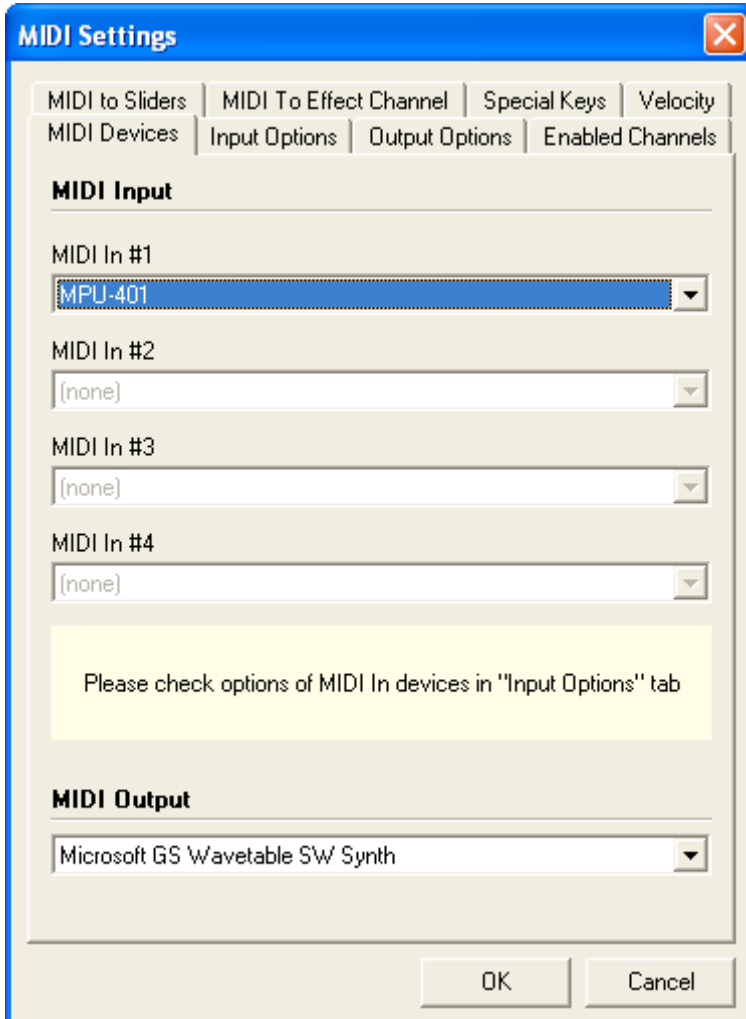 MIDI Settings
MIDI to Sliders
MIDI To Effect Channel
Special Keys
Velocity
MIDI Devices
Input Options
Output Options
Enabled Channels
MIDI Input
MIDI In #1
MPU-401
MIDI In #2
(none)
MIDI In #3
(none)
MIDI In #4
(none)
Please check options of MIDI In devices in "Input Options" tab
MIDI Output
Microsoft GS Wavetable SW Synth
OK
Cancel